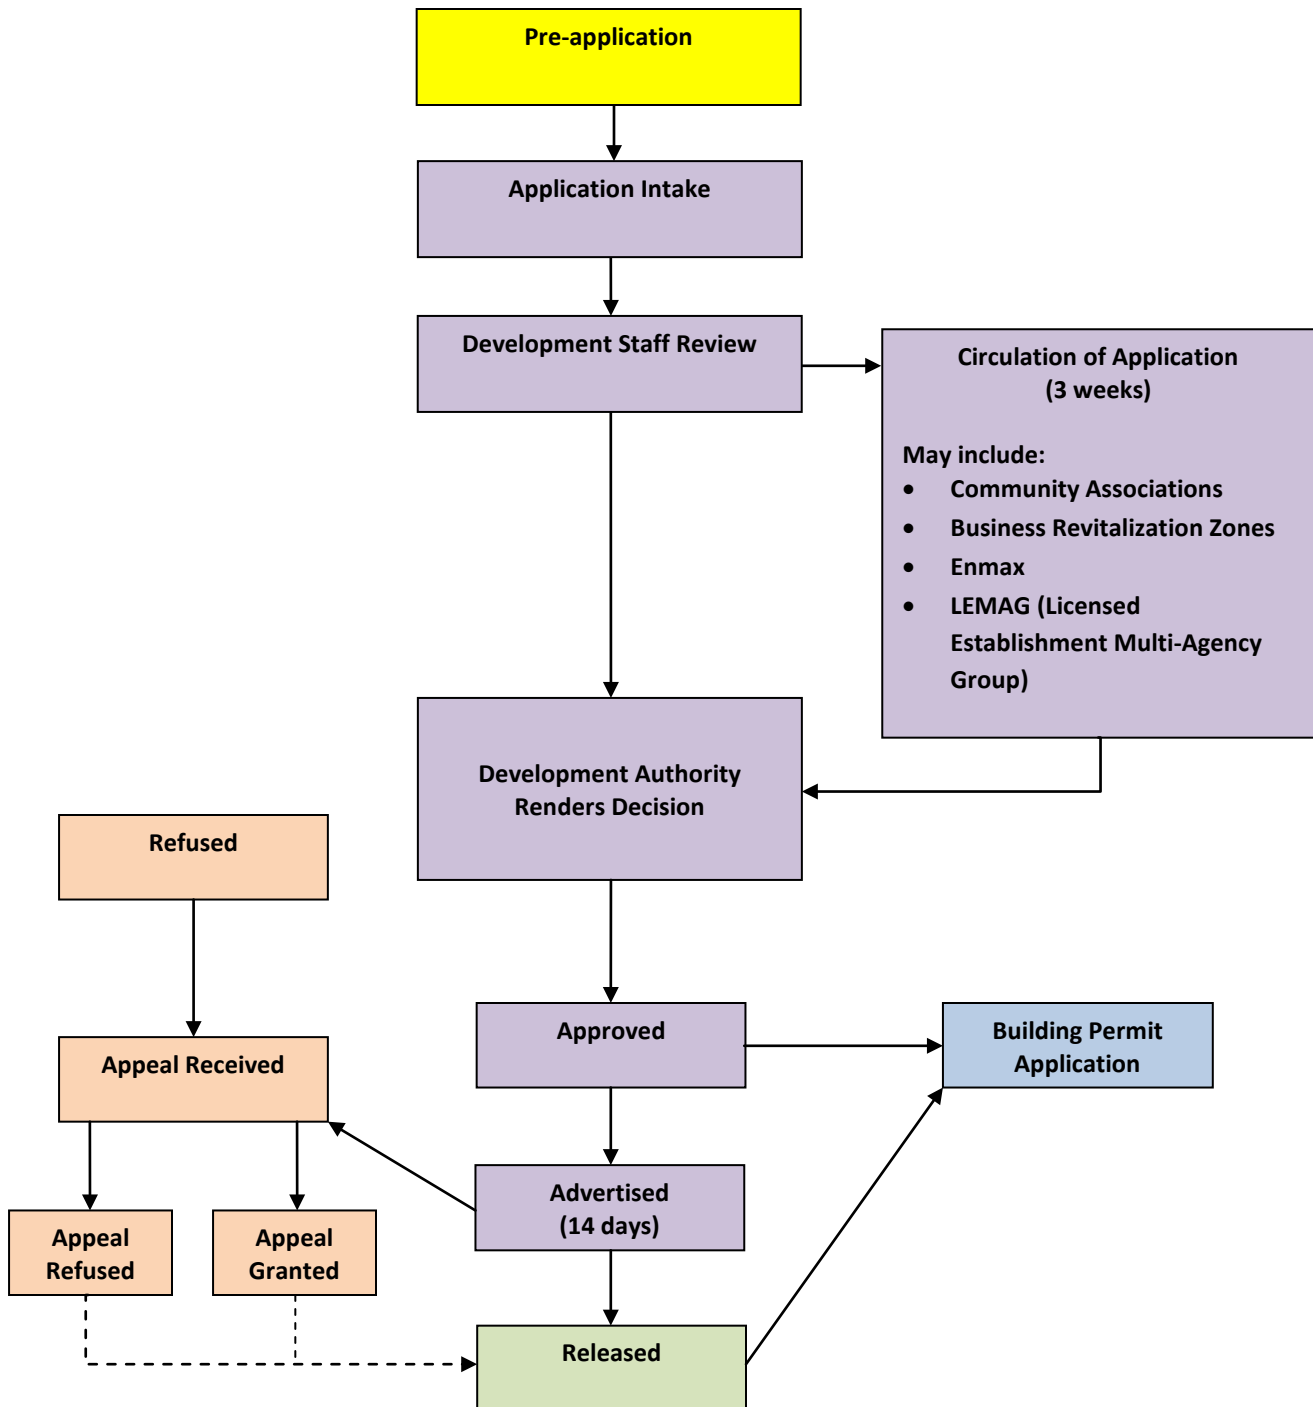 Pre-application
Application Intake
Development Staff Review
Circulation of Application
(3 weeks)
May include:
• Community Associations
• Business Revitalization Zones
• Enmax
• LEMAG (Licensed
Establishment Multi-Agency
Group)
Development Authority
Renders Decision
Refused
Approved
Building Permit
Application
Appeal Received
Advertised
(14 days)
Appeal
Refused
Appeal
Granted
Released